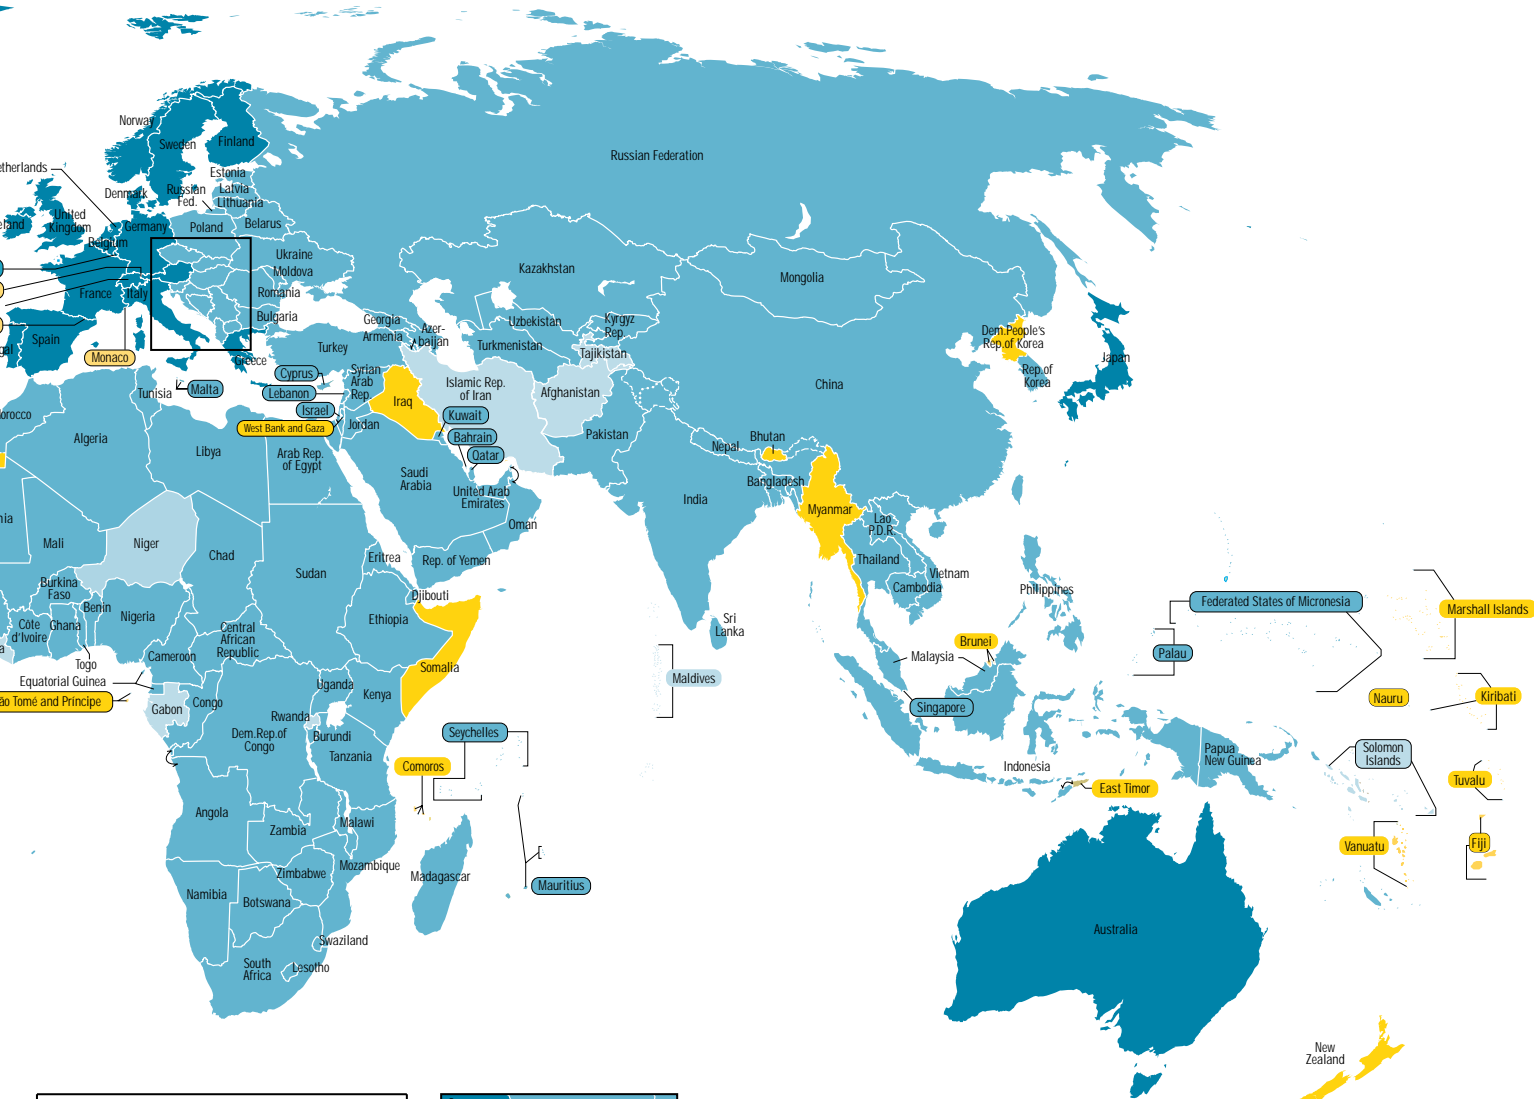 Norway
Sweden
Finland
Russian Federation
Estonia
Latvia
Lithuania
Russian
Fed.
Denmark
etherlands
United
Kingdom
eland
Belgium
Germany
Poland
Belarus
Ukraine
Moldova
Romania
Bulgaria
France
Italy
Spain
gal
Monaco
Greece
Malta
Tunisia
Turkey
Georgia
Armenia
Azer-
baijan
Kazakhstan
Uzbekistan
Turkmenistan
Kyrgyz
Rep.
Tajikistan
Mongolia
China
Dem.People's
Rep.of Korea
Rep.of
Korea
Japan
Cyprus
Lebanon
Israel
West Bank and Gaza
Syrian
Arab
Rep.
Jordan
Iraq
Islamic Rep.
of Iran
Afghanistan
Pakistan
Kuwait
Bahrain
Qatar
Saudi
Arabia
United Arab
Emirates
Oman
Rep. of Yemen
Nepal
Bhutan
Bangladesh
India
Myanmar
Lao
P.D.R.
Thailand
Vietnam
Cambodia
Philippines
Sri
Lanka
Maldives
Brunei
Malaysia
Singapore
Indonesia
East Timor
Papua
New Guinea
Federated States of Micronesia
Palau
Marshall Islands
Nauru
Kiribati
Solomon
Islands
Tuvalu
Vanuatu
Fiji
Australia
New
Zealand
orocco
Algeria
Libya
Arab Rep.
of Egypt
nia
Mali
Niger
Chad
Sudan
Eritrea
Djibouti
Ethiopia
Somalia
Burkina
Faso
Benin
Nigeria
Côte
d'Ivoire
Ghana
a
Togo
Cameroon
Central
African
Republic
Equatorial Guinea
ão Tomé and Príncipe
Gabon
Congo
Dem.Rep.of
Congo
Uganda
Kenya
Rwanda
Burundi
Tanzania
Seychelles
Comoros
Angola
Zambia
Malawi
Mozambique
Zimbabwe
Namibia
Botswana
Madagascar
Mauritius
Swaziland
South
Africa
Lesotho